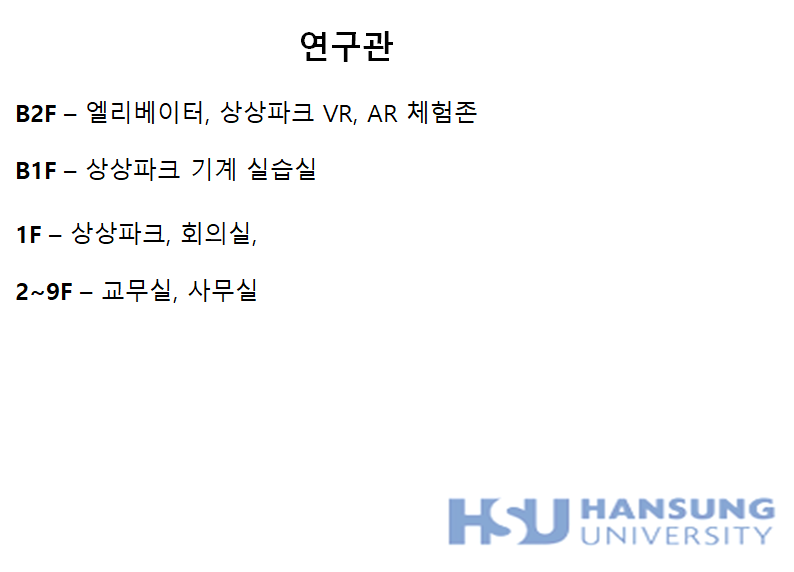 연구관
B2F – 엘리베이터, 상상파크 VR, AR 체험존
B1F – 상상파크 기계 실습실
1F – 상상파크, 회의실,
2~9F – 교무실, 사무실
HSU HANSUNG
UNIVERSITY